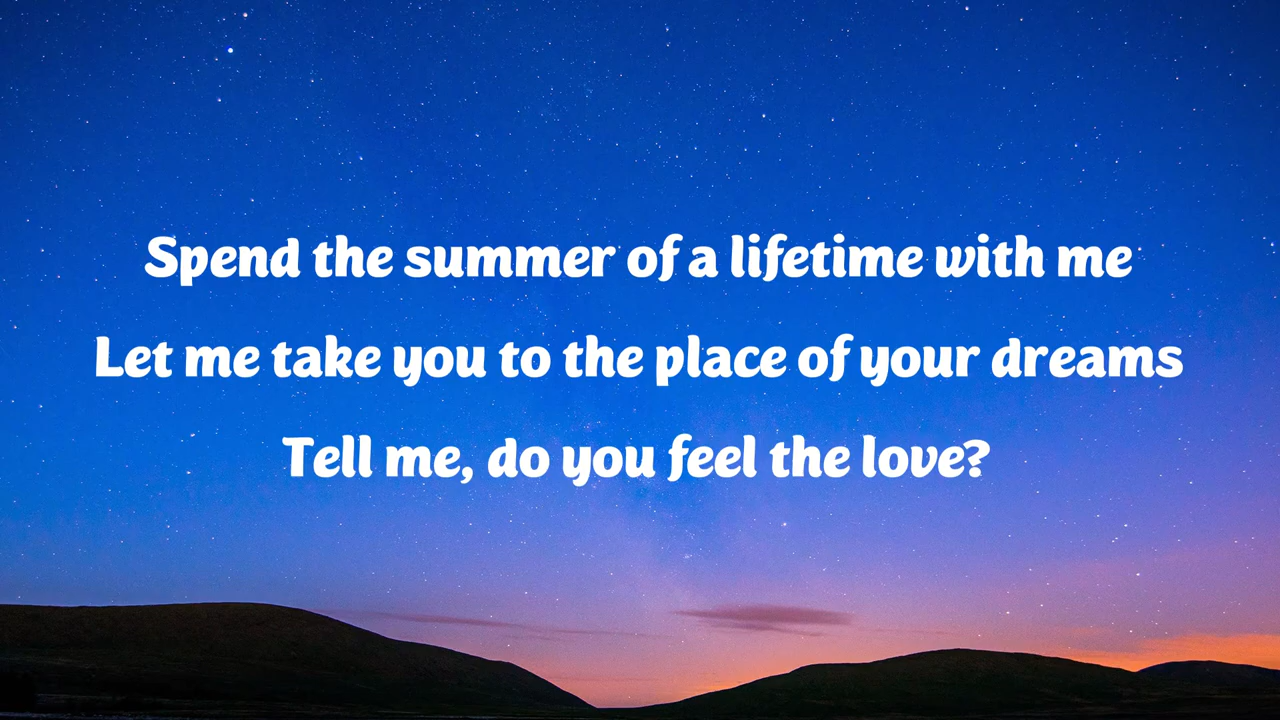 Spend the summer of a lifetime with me
Let me take you to the place of your dreams
Tell me, do you feel the love?